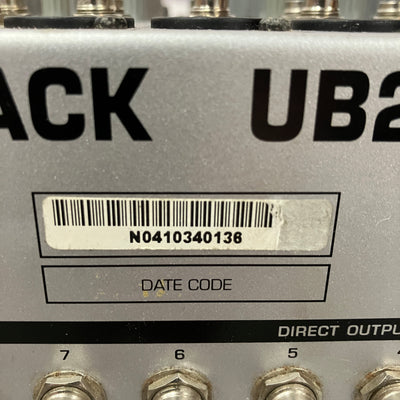 ACK UB2
N0410340136
DATE CODE
DIRECT OUTPU
7 6 5